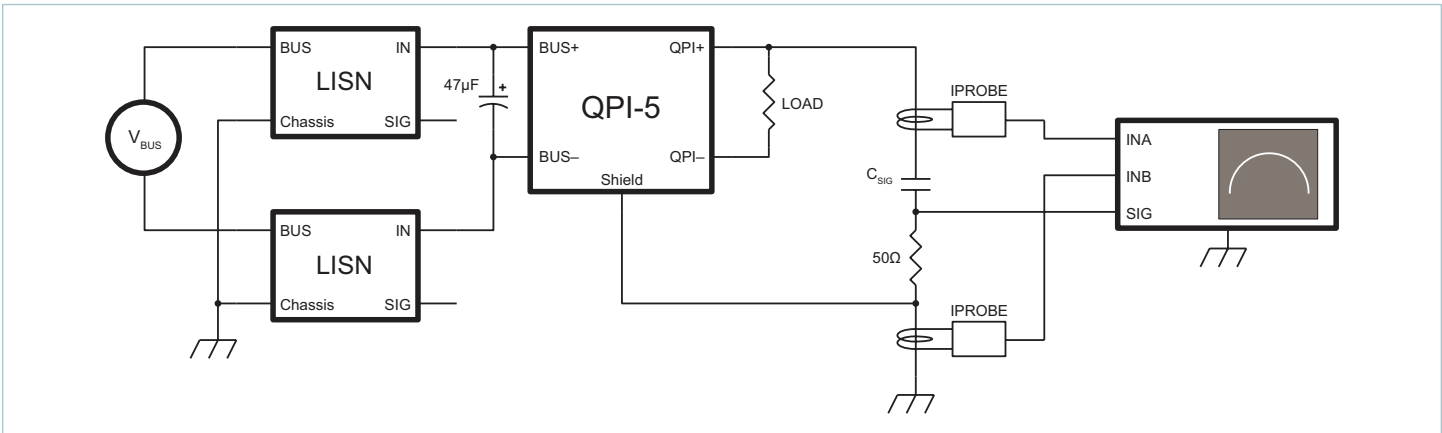 BUS IN
LISN
Chassis SIG
V_BUS
BUS IN
LISN
Chassis SIG
47µF
+
BUS+ QPI+
QPI-5
BUS– QPI–
Shield
LOAD
IPROBE
C_SIG
50Ω
IPROBE
INA
INB
SIG